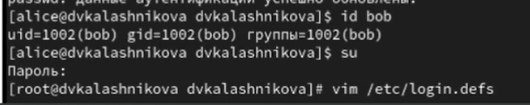 passwd: данные аутентификации успешно обновлены.
[alice@dvkalashnikova dvkalashnikova]$ id bob
uid=1002(bob) gid=1002(bob) группы=1002(bob)
[alice@dvkalashnikova dvkalashnikova]$ su
Пароль:
[root@dvkalashnikova dvkalashnikova]# vim /etc/login.defs